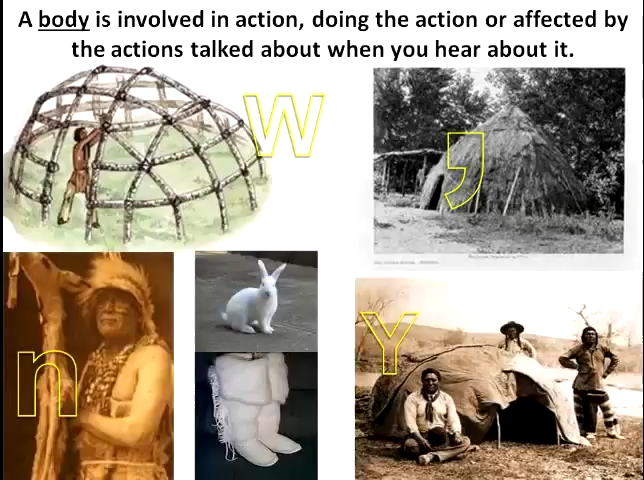 A body is involved in action, doing the action or affected by
the actions talked about when you hear about it.
w
,
n
Y